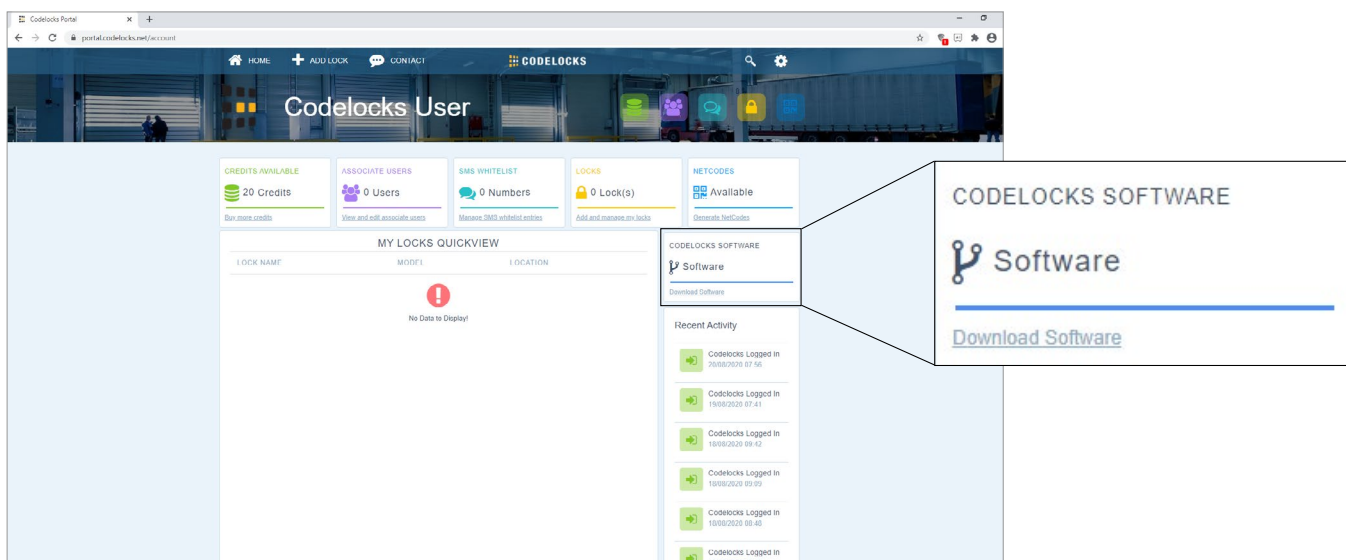 Codelocks Portal
portal.codelocks.net/account
HOME ADD LOCK CONTACT CODELOCKS
Codelocks User
CREDITS AVAILABLE
20 Credits
Buy more credits
ASSOCIATE USERS
0 Users
View and edit associate users
SMS WHITELIST
0 Numbers
Manage SMS whitelist entries
LOCKS
0 Lock(s)
Add and manage my locks
NETCODES
Available
Generate NetCodes
MY LOCKS QUICKVIEW
LOCK NAME MODEL LOCATION
No Data to Display!
CODELOCKS SOFTWARE
Software
Download Software
Recent Activity
Codelocks Logged In
20/08/2020 07:56
Codelocks Logged In
19/08/2020 07:41
Codelocks Logged In
18/08/2020 09:42
Codelocks Logged In
18/08/2020 09:09
Codelocks Logged In
Codelocks Logged In
CODELOCKS SOFTWARE
Software
Download Software